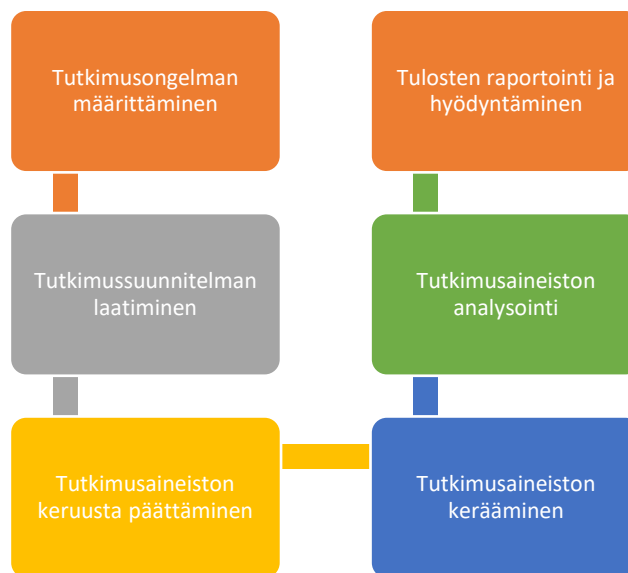 Tutkimusongelman
määrittäminen
Tutkimussuunnitelman
laatiminen
Tutkimusaineiston
keruusta päättäminen
Tutkimusaineiston
kerääminen
Tutkimusaineiston
analysointi
Tulosten raportointi ja
hyödyntäminen